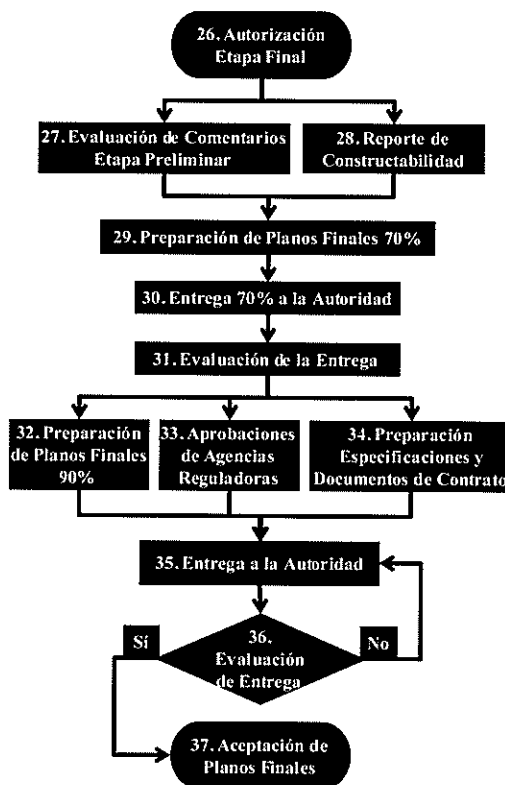 26. Autorización
Etapa Final
27. Evaluación de Comentarios
Etapa Preliminar
28. Reporte de
Constructabilidad
29. Preparación de Planos Finales 70%
30. Entrega 70% a la Autoridad
31. Evaluación de la Entrega
32. Preparación
de Planos Finales
90%
33. Aprobaciones
de Agencias
Reguladoras
34. Preparación
Especificaciones y
Documentos de Contrato
35. Entrega a la Autoridad
Sí
36.
Evaluación
de Entrega
No
37. Aceptación de
Planos Finales